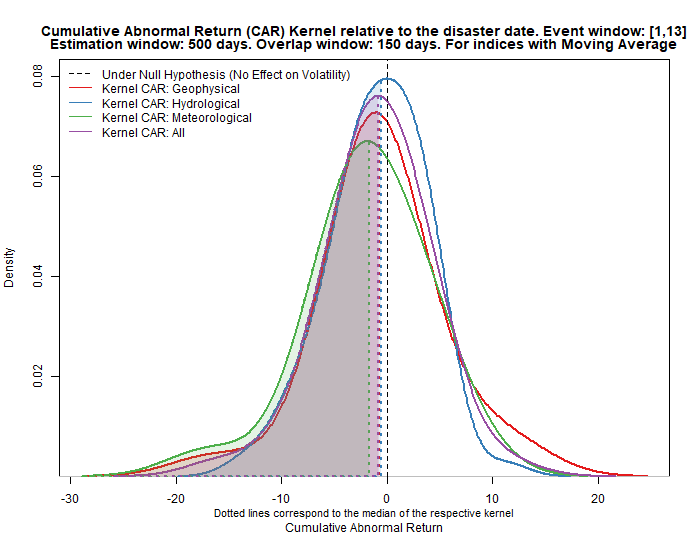 Cumulative Abnormal Return (CAR) Kernel relative to the disaster date. Event window: [1,13]
Estimation window: 500 days. Overlap window: 150 days. For indices with Moving Average
Under Null Hypothesis (No Effect on Volatility)
Kernel CAR: Geophysical
Kernel CAR: Hydrological
Kernel CAR: Meteorological
Kernel CAR: All
Density
0.08
0.06
0.04
0.02
-30 -20 -10 0 10 20
Dotted lines correspond to the median of the respective kernel
Cumulative Abnormal Return